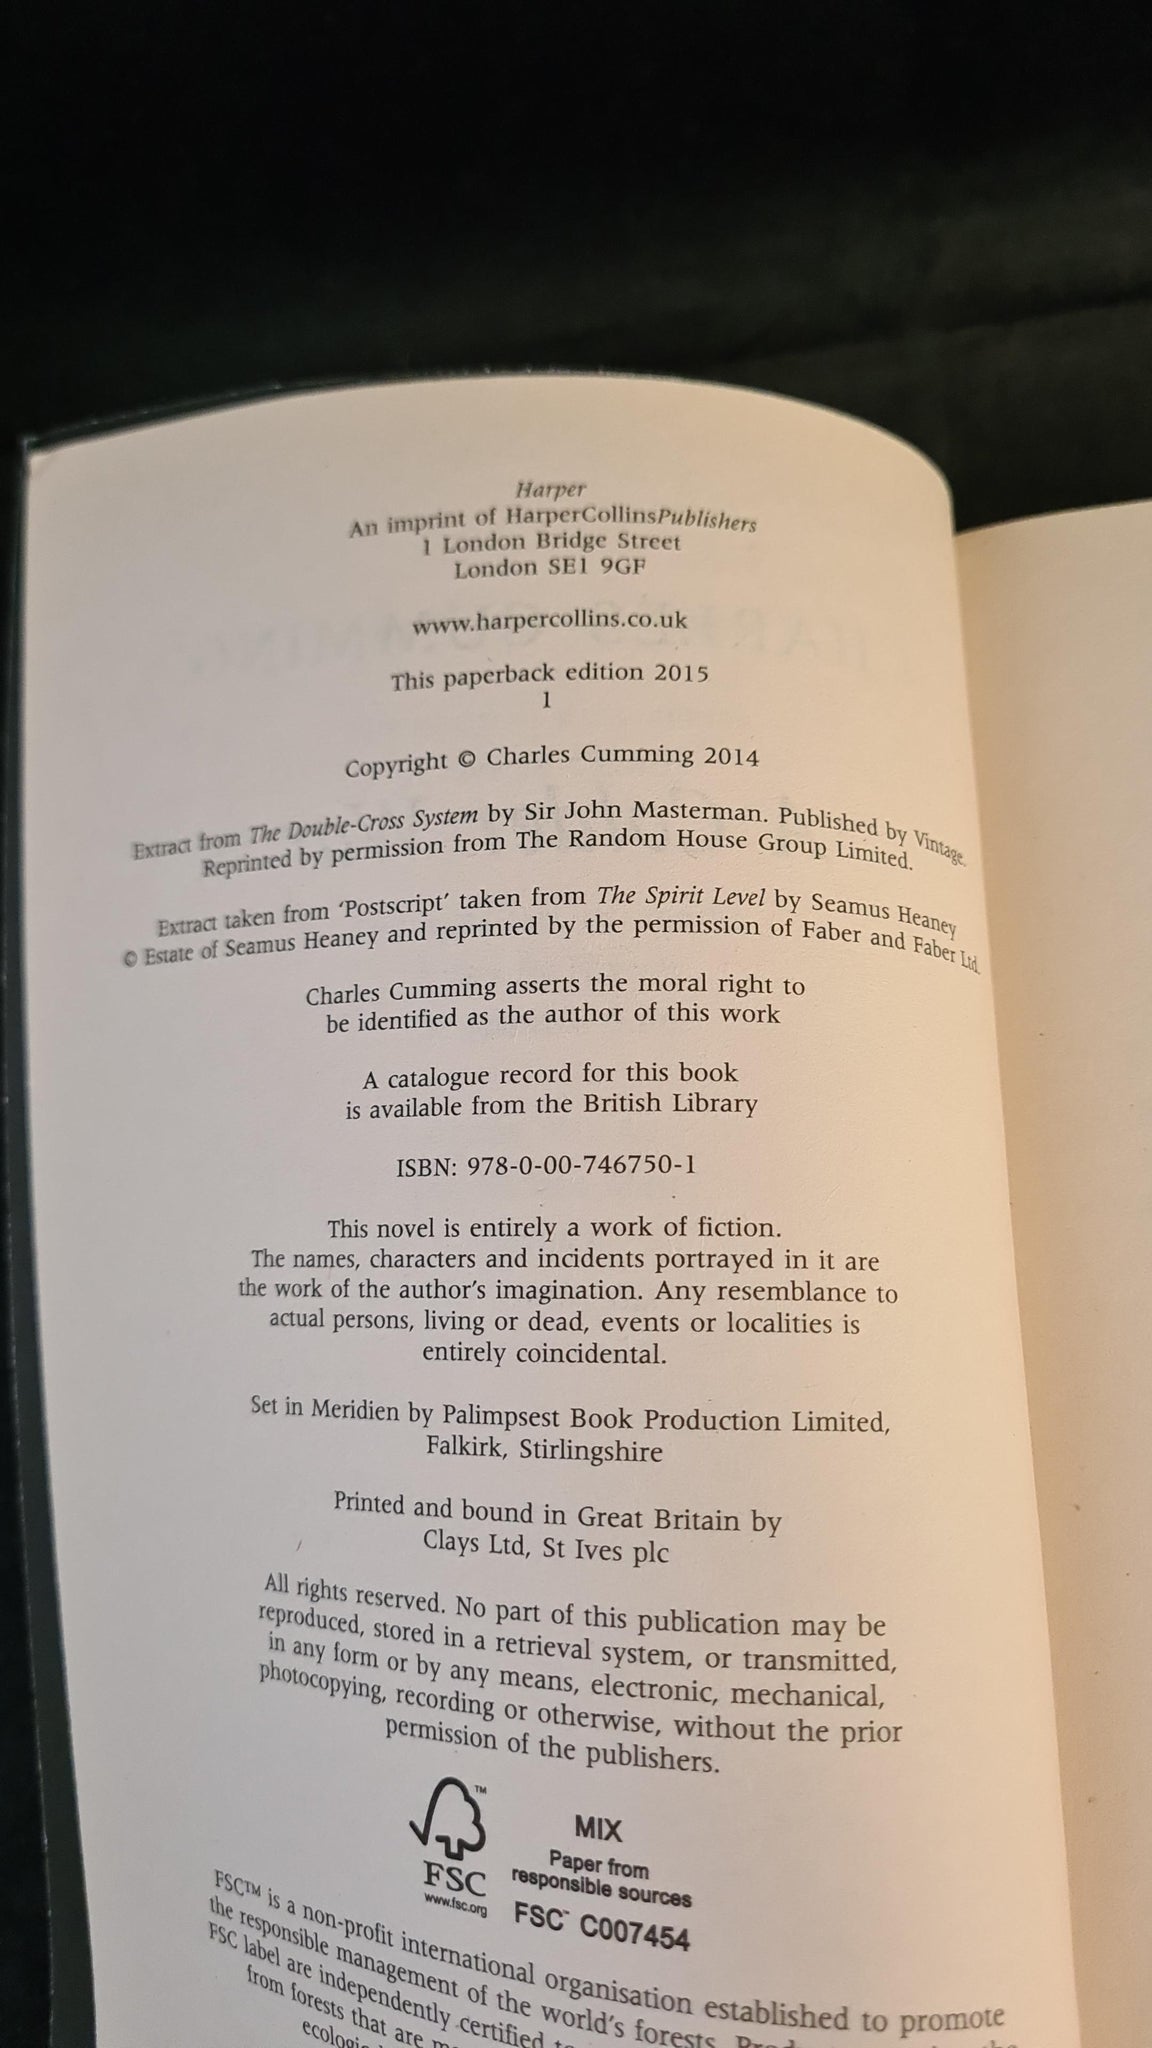 Harper
An imprint of HarperCollinsPublishers
1 London Bridge Street
London SE1 9GF
www.harpercollins.co.uk
This paperback edition 2015
1
Copyright © Charles Cumming 2014
Extract from The Double-Cross System by Sir John Masterman. Published by Vintage.
Reprinted by permission from The Random House Group Limited.
Extract taken from 'Postscript' taken from The Spirit Level by Seamus Heaney
© Estate of Seamus Heaney and reprinted by the permission of Faber and Faber Ltd.
Charles Cumming asserts the moral right to
be identified as the author of this work
A catalogue record for this book
is available from the British Library
ISBN: 978-0-00-746750-1
This novel is entirely a work of fiction.
The names, characters and incidents portrayed in it are
the work of the author's imagination. Any resemblance to
actual persons, living or dead, events or localities is
entirely coincidental.
Set in Meridien by Palimpsest Book Production Limited,
Falkirk, Stirlingshire
Printed and bound in Great Britain by
Clays Ltd, St Ives plc
All rights reserved. No part of this publication may be
reproduced, stored in a retrieval system, or transmitted,
in any form or by any means, electronic, mechanical,
photocopying, recording or otherwise, without the prior
permission of the publishers.
™
FSC
www.fsc.org
MIX
Paper from
responsible sources
FSC™ C007454
FSC™ is a non-profit international organisation established to promote
the responsible management of the world's forests.
FSC label are independently certified
from forests that are